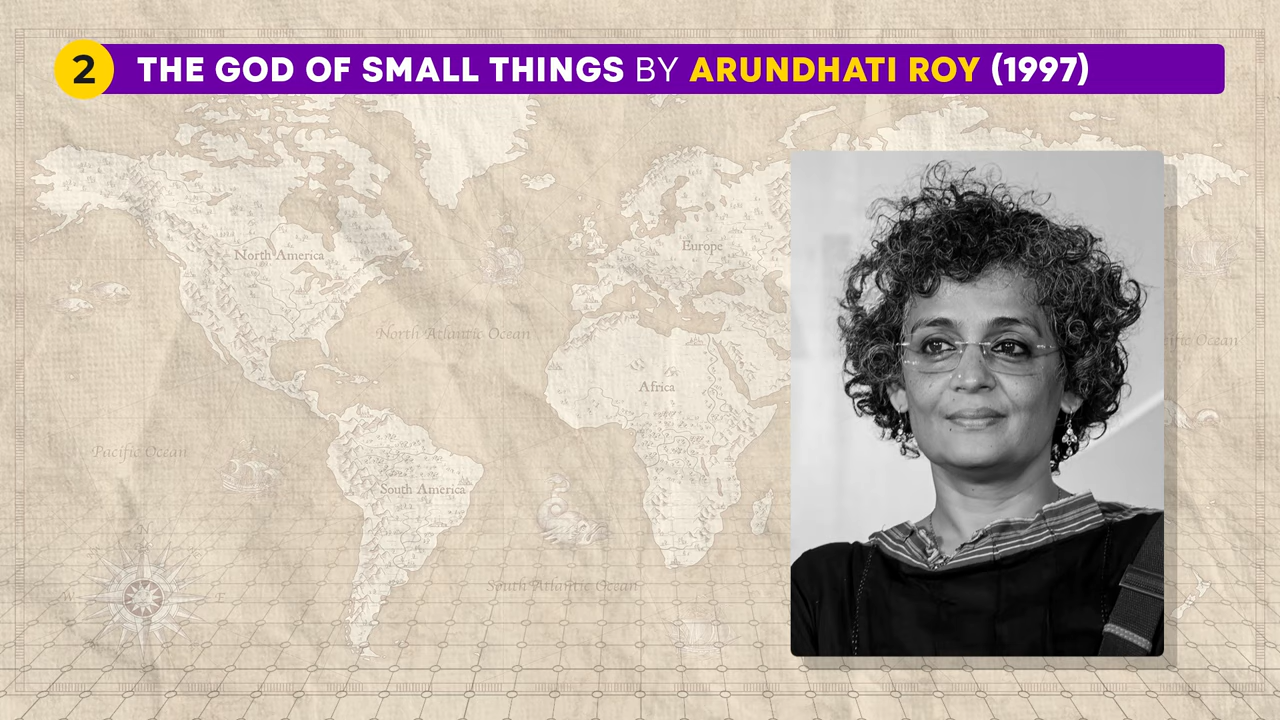 2
THE GOD OF SMALL THINGS BY ARUNDHATI ROY (1997)
North America
Europe
North Atlantic Ocean
Africa
Pacific Ocean
South America
South Atlantic Ocean
N
W
E